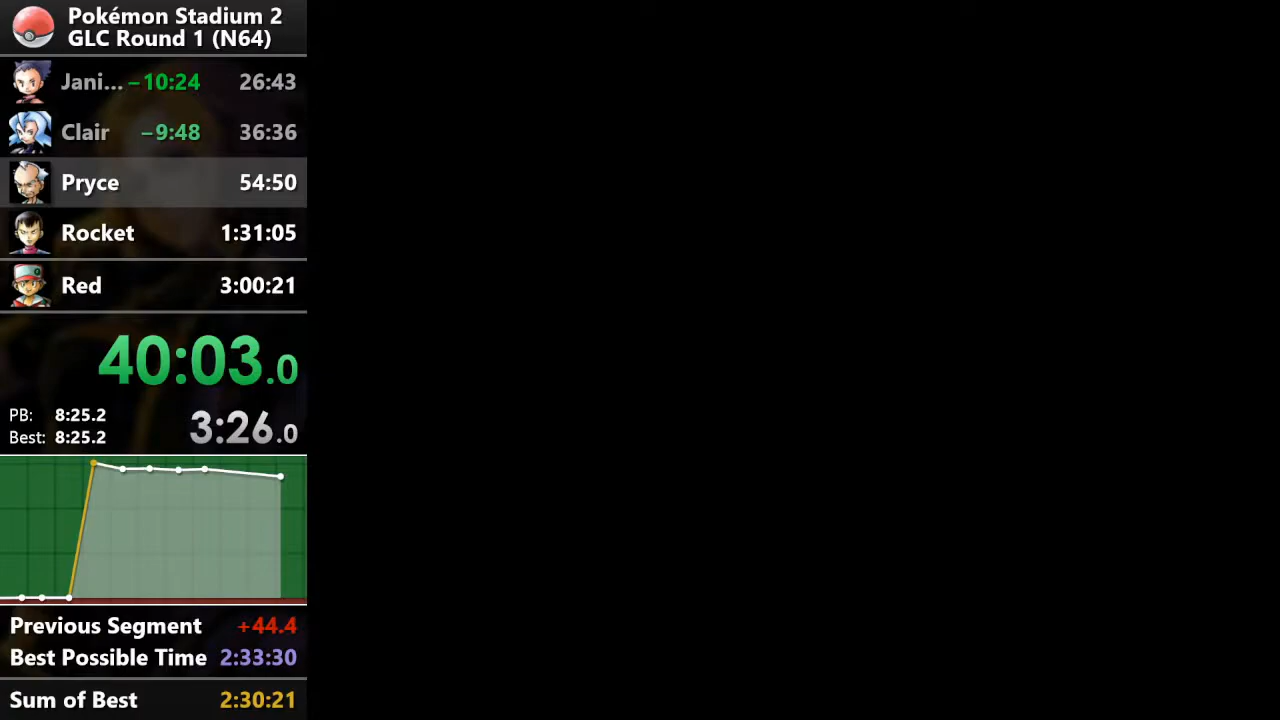 Pokémon Stadium 2
GLC Round 1 (N64)
Jani... −10:24 26:43
Clair −9:48 36:36
Pryce 54:50
Rocket 1:31:05
Red 3:00:21
40:03.0
PB: 8:25.2
Best: 8:25.2
3:26.0
Previous Segment +44.4
Best Possible Time 2:33:30
Sum of Best 2:30:21